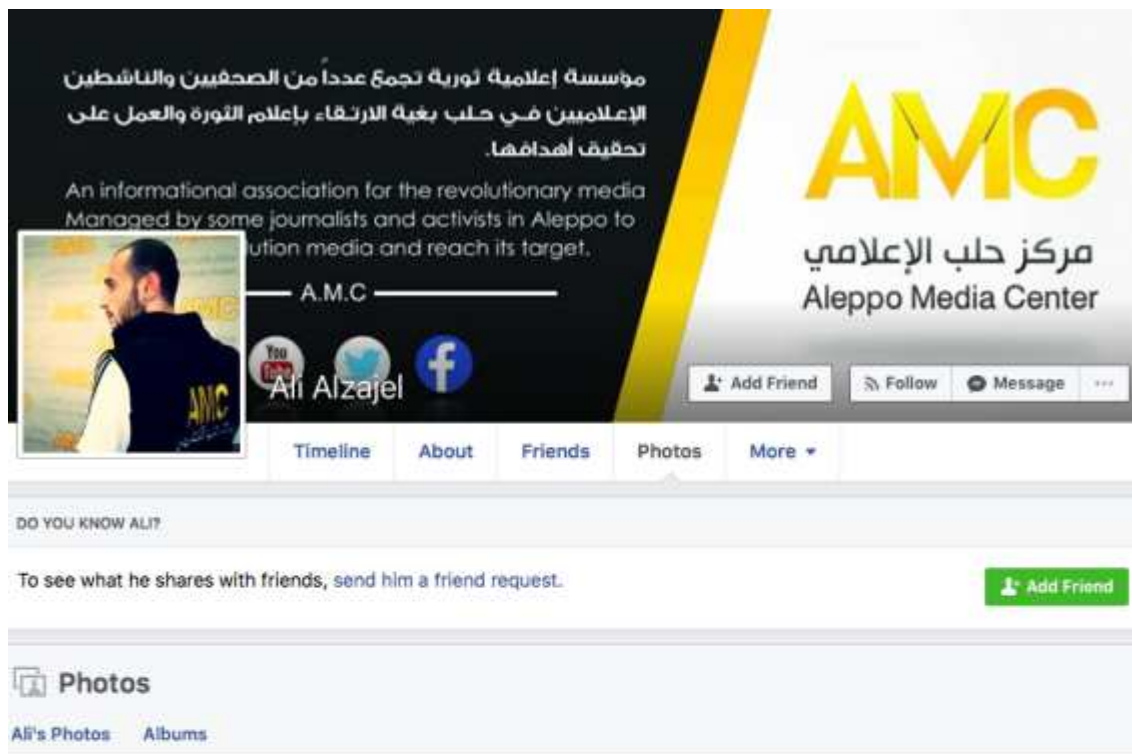 مؤسسة إعلامية ثورية تجمع عدداً من الصحفيين والناشطين
الإعلاميين في حلب بغية الارتقاء بإعلام الثورة والعمل على
تحقيق أهدافها.
An informational association for the revolutionary media
Managed by some journalists and activists in Aleppo to
ution media and reach its target.
A.M.C
AMC
مركز حلب الإعلامي
Aleppo Media Center
AMC
You Tube
Ali Alzajel
Add Friend
Follow
Message
Timeline
About
Friends
Photos
More
DO YOU KNOW ALI?
To see what he shares with friends, send him a friend request.
Add Friend
Photos
Ali's Photos
Albums